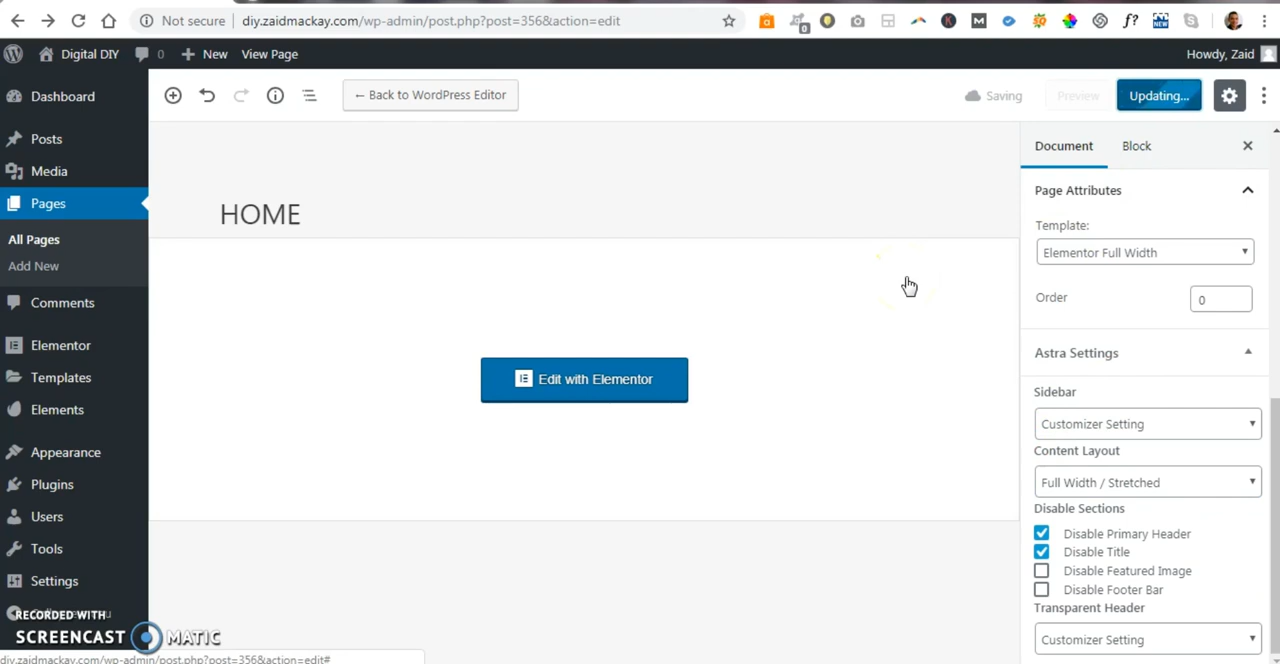 Not secure diy.zaidmackay.com/wp-admin/post.php?post=356&action=edit
0 M f? NEW
Digital DIY 0 New View Page Howdy, Zaid
Dashboard
Posts
Media
Pages
All Pages
Add New
Comments
Elementor
Templates
Elements
Appearance
Plugins
Users
Tools
Settings
← Back to WordPress Editor Saving Preview Updating...
HOME
Edit with Elementor
Document Block
Page Attributes
Template:
Elementor Full Width
Order 0
Astra Settings
Sidebar
Customizer Setting
Content Layout
Full Width / Stretched
Disable Sections
Disable Primary Header
Disable Title
Disable Featured Image
Disable Footer Bar
Transparent Header
Customizer Setting
RECORDED WITH
SCREENCAST MATIC
diy.zaidmackay.com/wp-admin/post.php?post=356&action=edit#